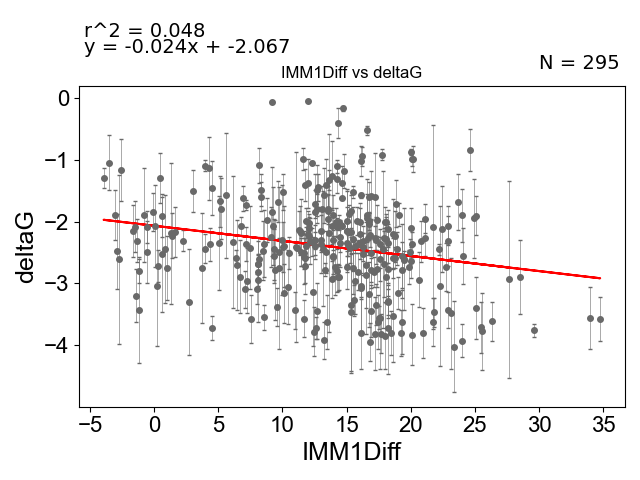 r^2 = 0.048
y = -0.024x + -2.067
N = 295
IMM1Diff vs deltaG
0
−1
−2
−3
−4
deltaG
−5 0 5 10 15 20 25 30 35
IMM1Diff